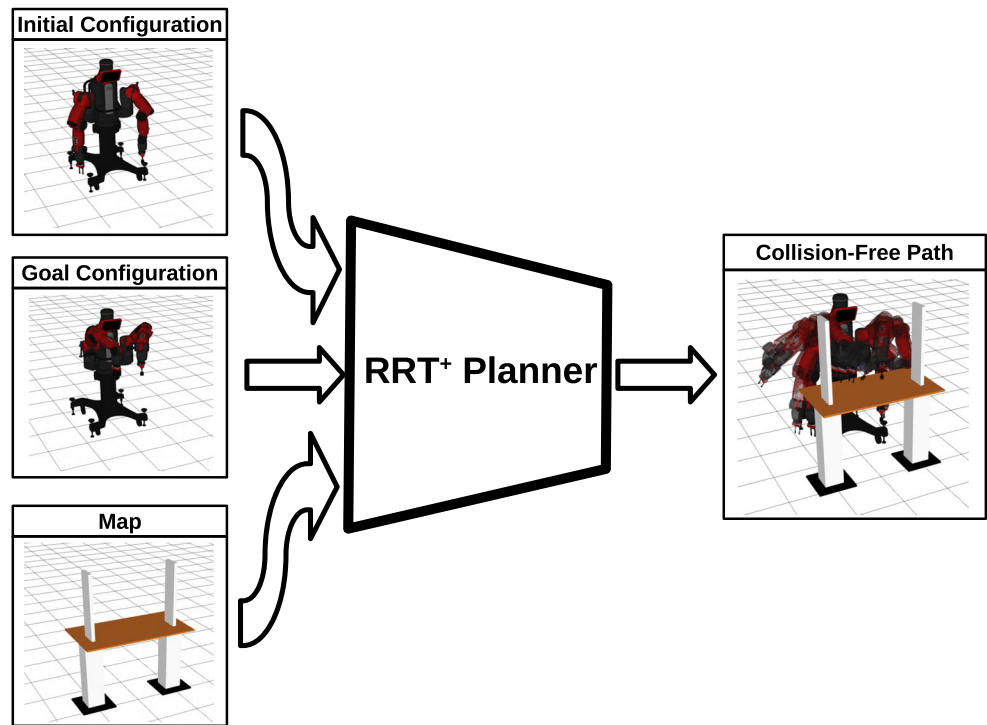 Initial Configuration
Goal Configuration
Map
RRT⁺ Planner
Collision-Free Path